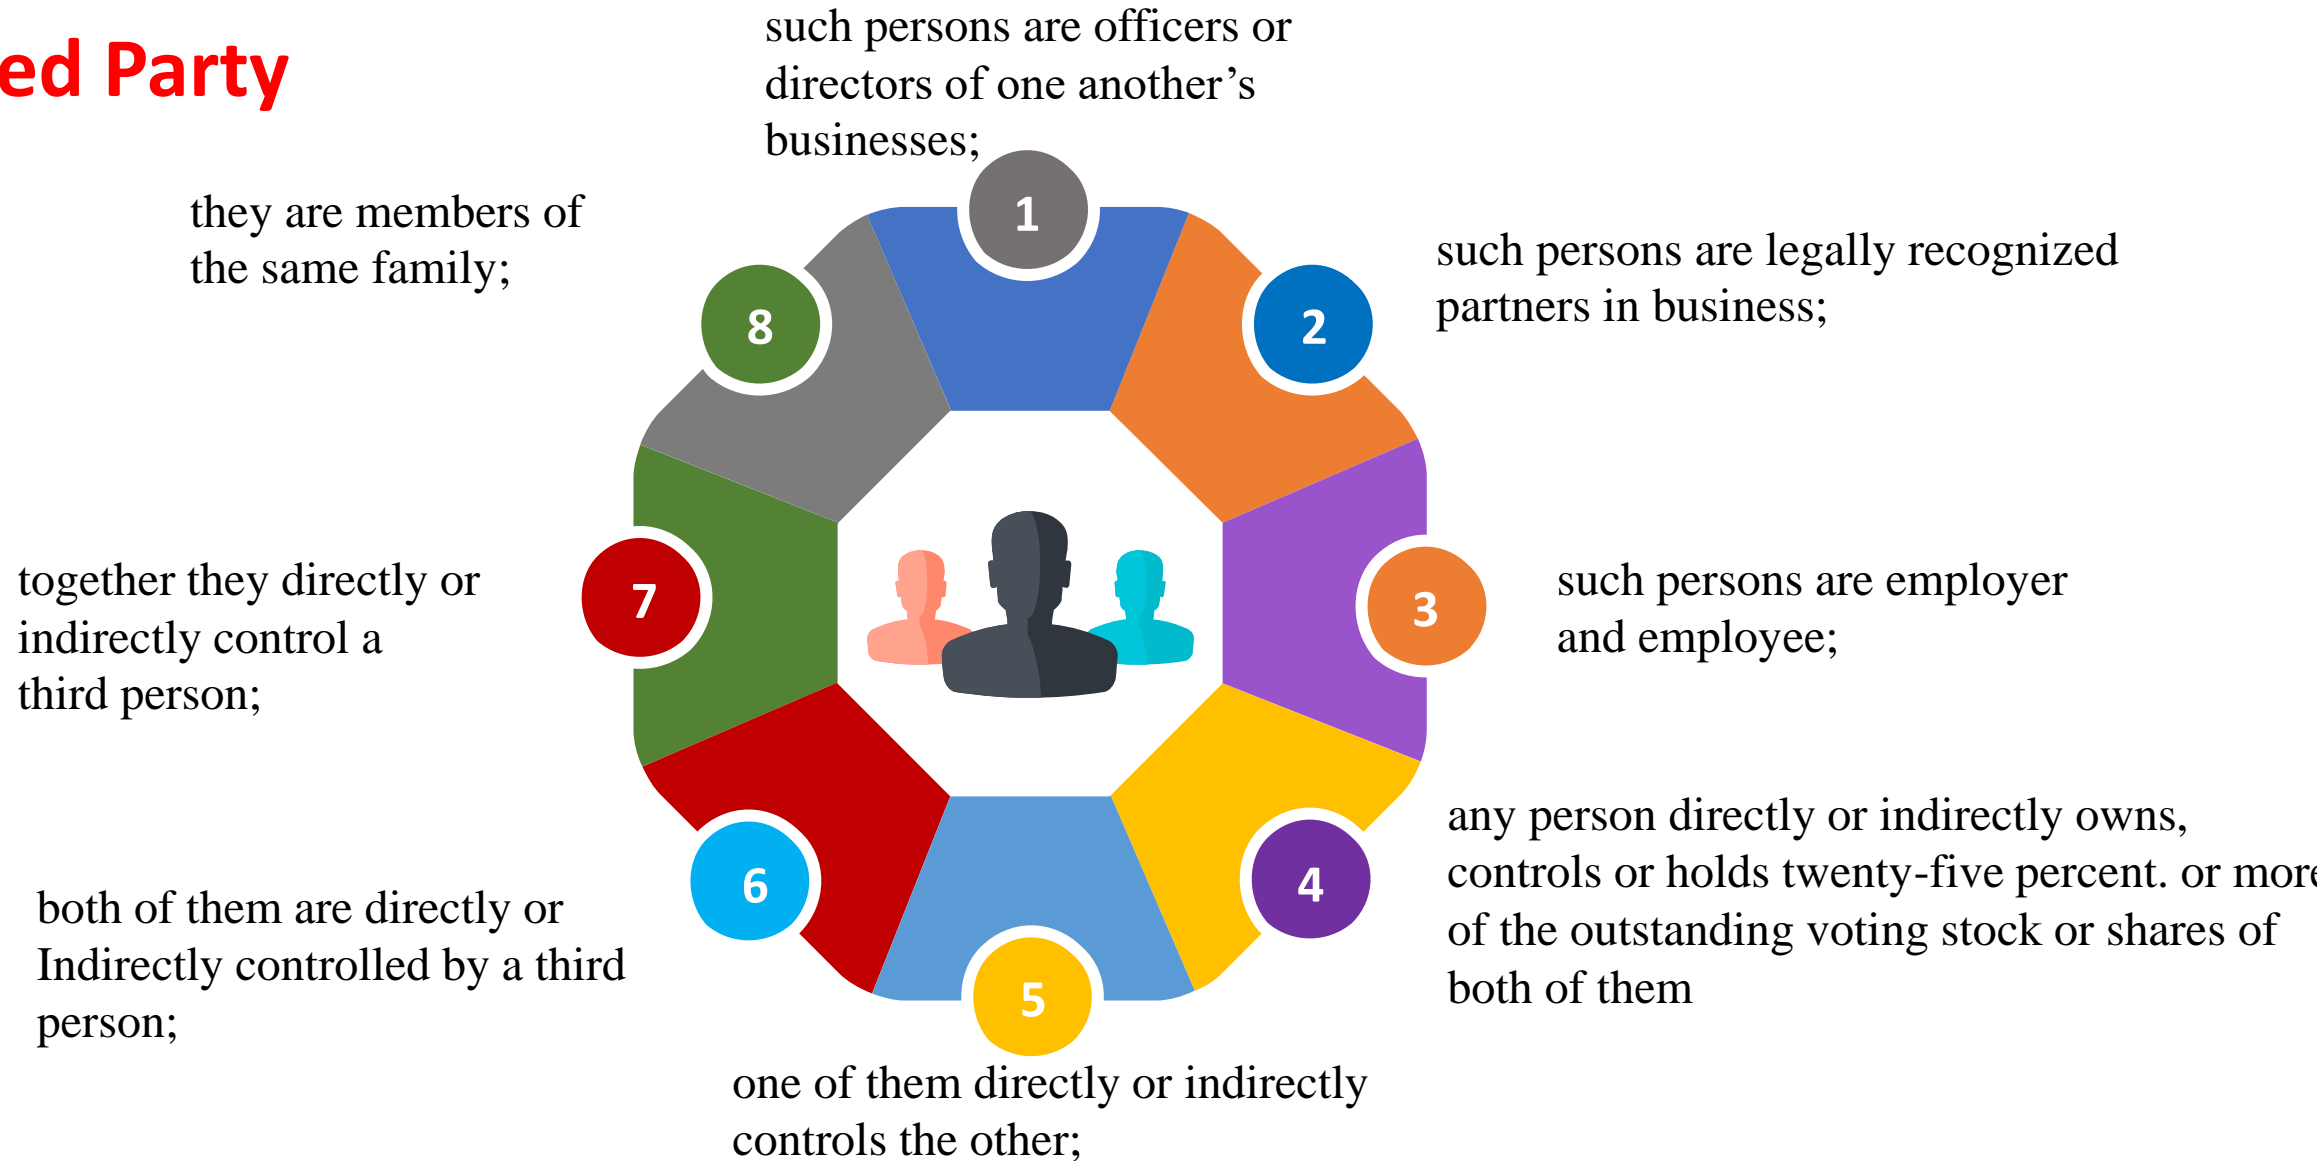 ed Party
such persons are officers or
directors of one another’s
businesses;
1
such persons are legally recognized
partners in business;
2
such persons are employer
and employee;
3
any person directly or indirectly owns,
controls or holds twenty-five percent. or more
of the outstanding voting stock or shares of
both of them
4
5
one of them directly or indirectly
controls the other;
6
both of them are directly or
Indirectly controlled by a third
person;
7
together they directly or
indirectly control a
third person;
8
they are members of
the same family;